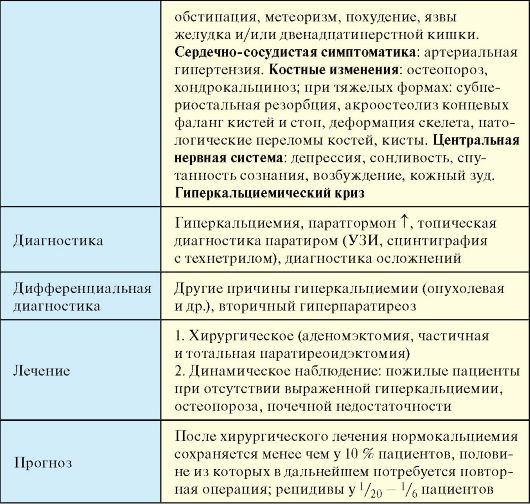 обстипация, метеоризм, похудение, язвы
желудка и/или двенадцатиперстной кишки.
Сердечно-сосудистая симптоматика: артериальная
гипертензия. Костные изменения: остеопороз,
хондрокальциноз; при тяжелых формах: субпе-
риостальная резорбция, акроостеолиз концевых
фаланг кистей и стоп, деформация скелета, пато-
логические переломы костей, кисты. Центральная
нервная система: депрессия, сонливость, спу-
танность сознания, возбуждение, кожный зуд.
Гиперкальциемический криз
Диагностика
Гиперкальциемия, паратгормон ↑, топическая
диагностика паратиром (УЗИ, сцинтиграфия
с технетрилом), диагностика осложнений
Дифференциальная
диагностика
Другие причины гиперкальциемии (опухолевая
и др.), вторичный гиперпаратиреоз
Лечение
1. Хирургическое (аденомэктомия, частичная
и тотальная паратиреоидэктомия)
2. Динамическое наблюдение: пожилые пациенты
при отсутствии выраженной гиперкальциемии,
остеопороза, почечной недостаточности
Прогноз
После хирургического лечения нормокальциемия
сохраняется менее чем у 10 % пациентов, полови-
не из которых в дальнейшем потребуется повтор-
ная операция; рецидивы у 1/20 – 1/6 пациентов